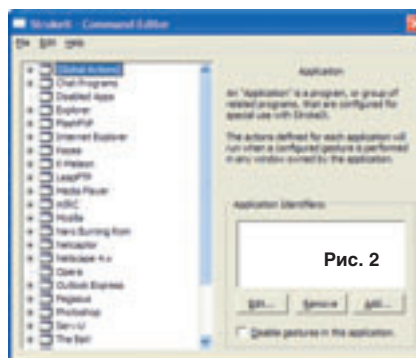 StrokeIt - Command Editor
File Edit Help
[Global Actions]
Chat Programs
Disabled Apps
Explorer
FlashFXP
Internet Explorer
Kazaa
K-Meleon
LeapFTP
Media Player
mIRC
Mozilla
Nero Burning Rom
Netcaptor
Netscape 4.x
Opera
Outlook Express
Pegasus
Photoshop
Serv-U
The Bat!
Application
An "Application" is a program, or group of
related programs, that are configured for
special use with StrokeIt.
The actions defined for each application will
run when a configured gesture is performed
in any window owned by the application.
Application Identifiers:
Рис. 2
Edit... Remove Add...
Disable gestures in this application.